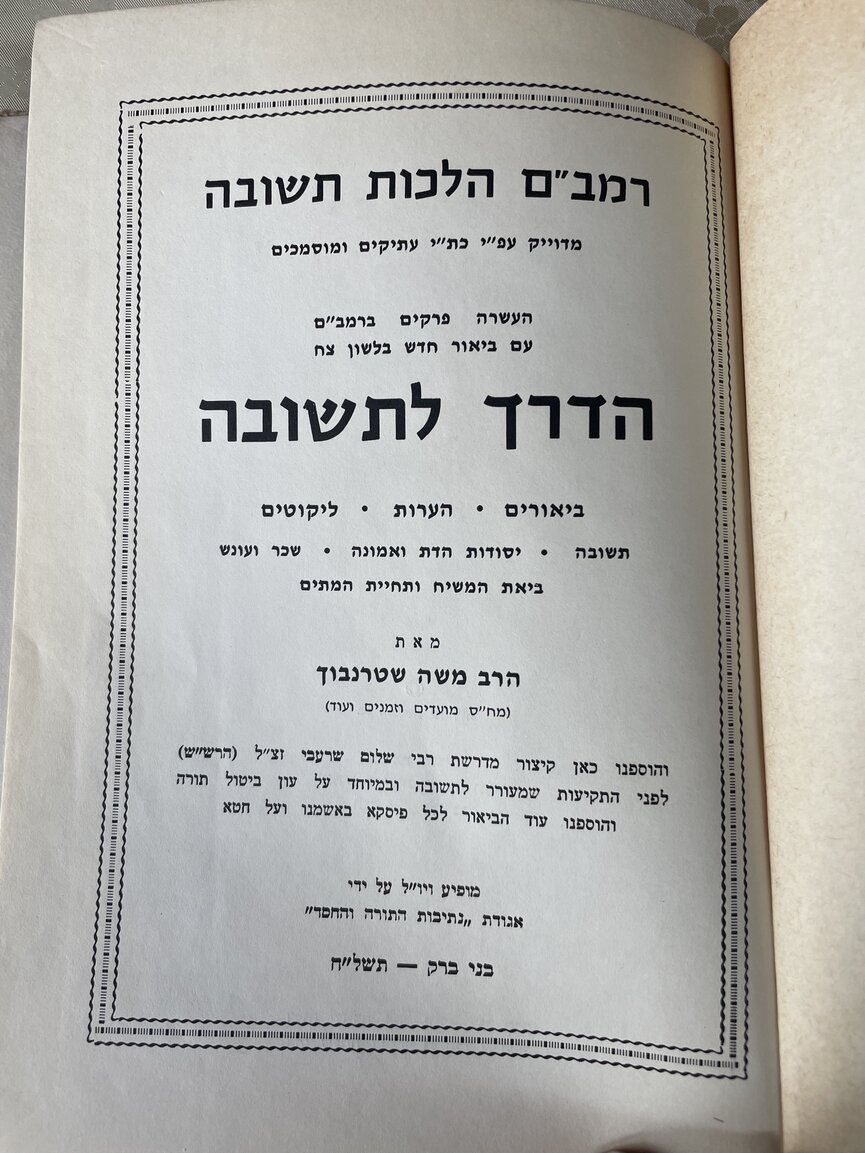 רמב"ם הלכות תשובה
מדוייק עפ"י כת"י עתיקים ומוסמכים
העשרה פרקים ברמב"ם
עם ביאור חדש בלשון צח
הדרך לתשובה
ביאורים • הערות • ליקוטים
תשובה • יסודות הדת ואמונה • שכר ועונש
ביאת המשיח ותחיית המתים
מאת
הרב משה שטרנבוך
(מח"ס מועדים וזמנים ועוד)
והוספנו כאן קיצור מדרשת רבי שלום שרעבי זצ"ל (הרש"ש)
לפני התקיעות שמעורר לתשובה ובמיוחד על עון ביטול תורה
והוספנו עוד הביאור לכל פיסקא באשמנו ועל חטא
מופיע ויו"ל על ידי
אגודת „נתיבות התורה והחסד"
בני ברק — תשל"ח